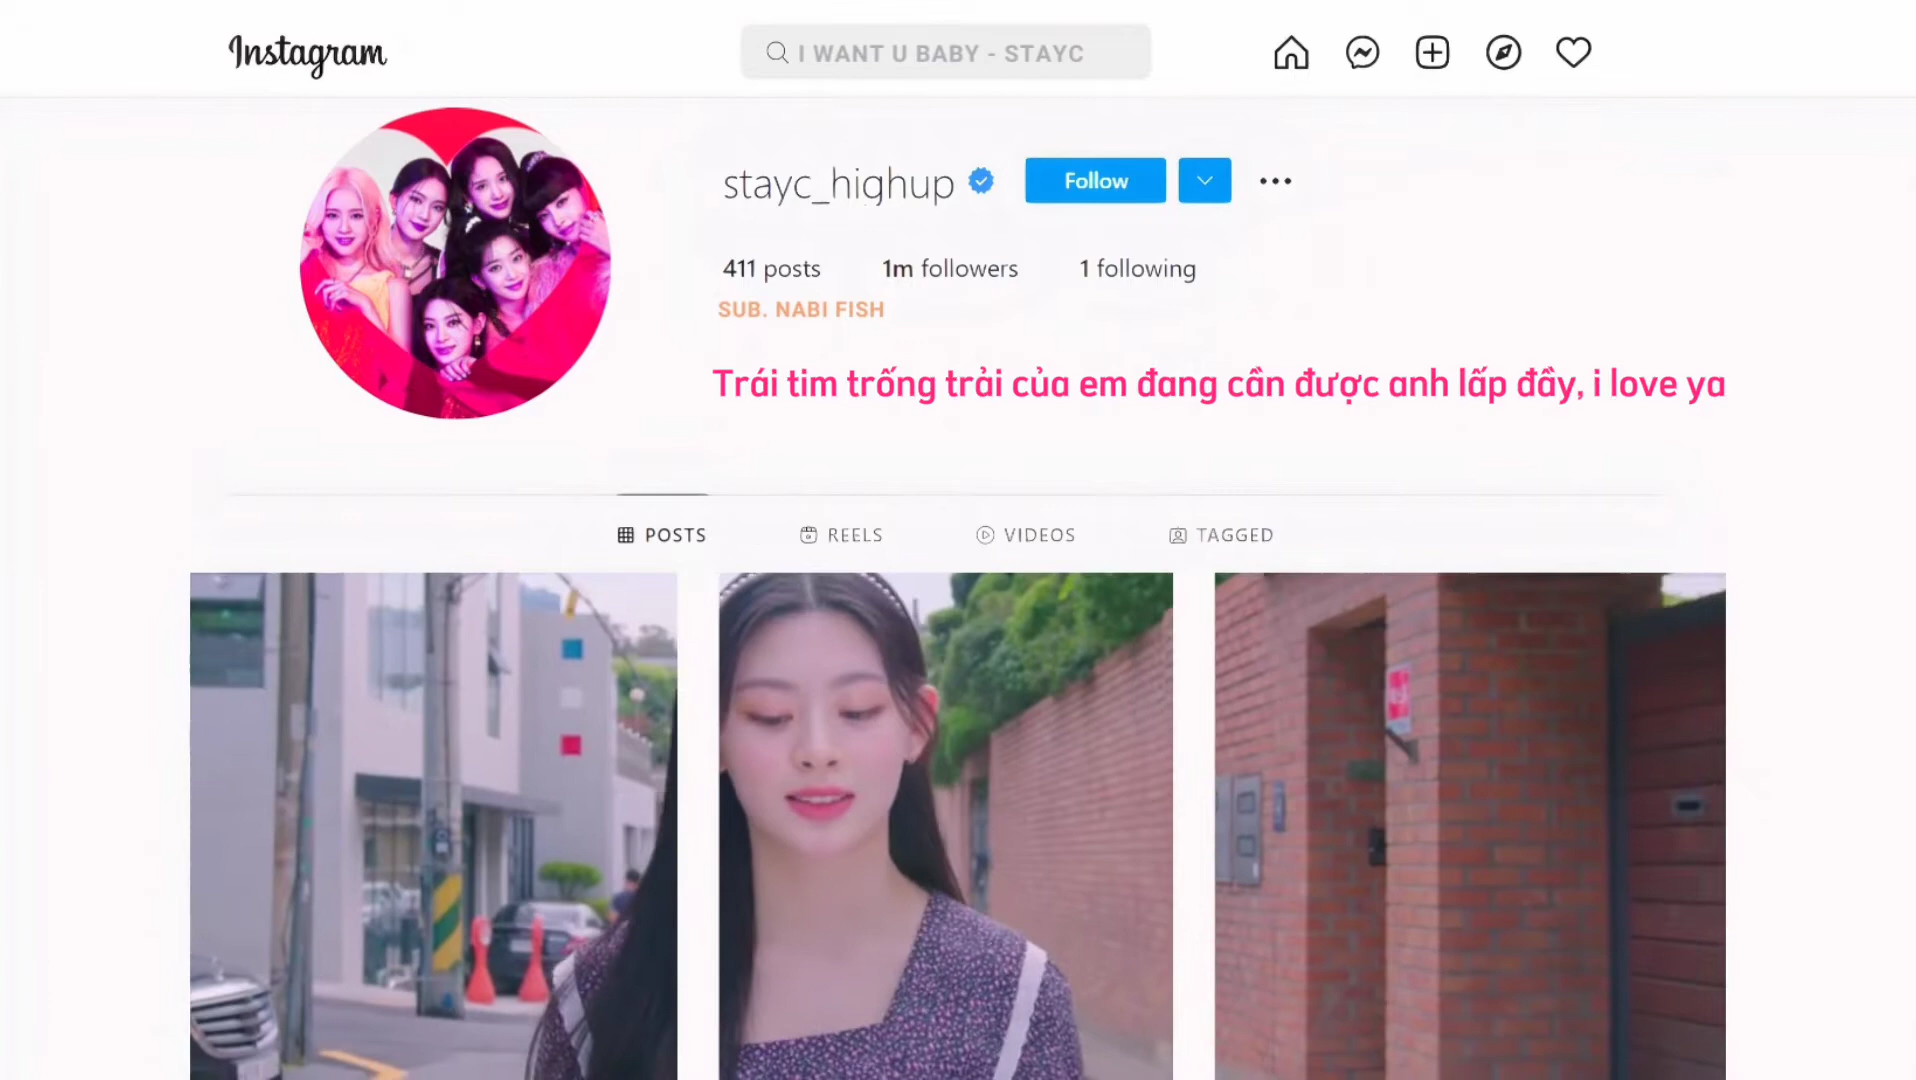 Instagram
I WANT U BABY - STAYC
stayc_highup
Follow
411 posts 1m followers 1 following
SUB. NABI FISH
Trái tim trống trải của em đang cần được anh lấp đầy, i love ya
POSTS REELS VIDEOS TAGGED